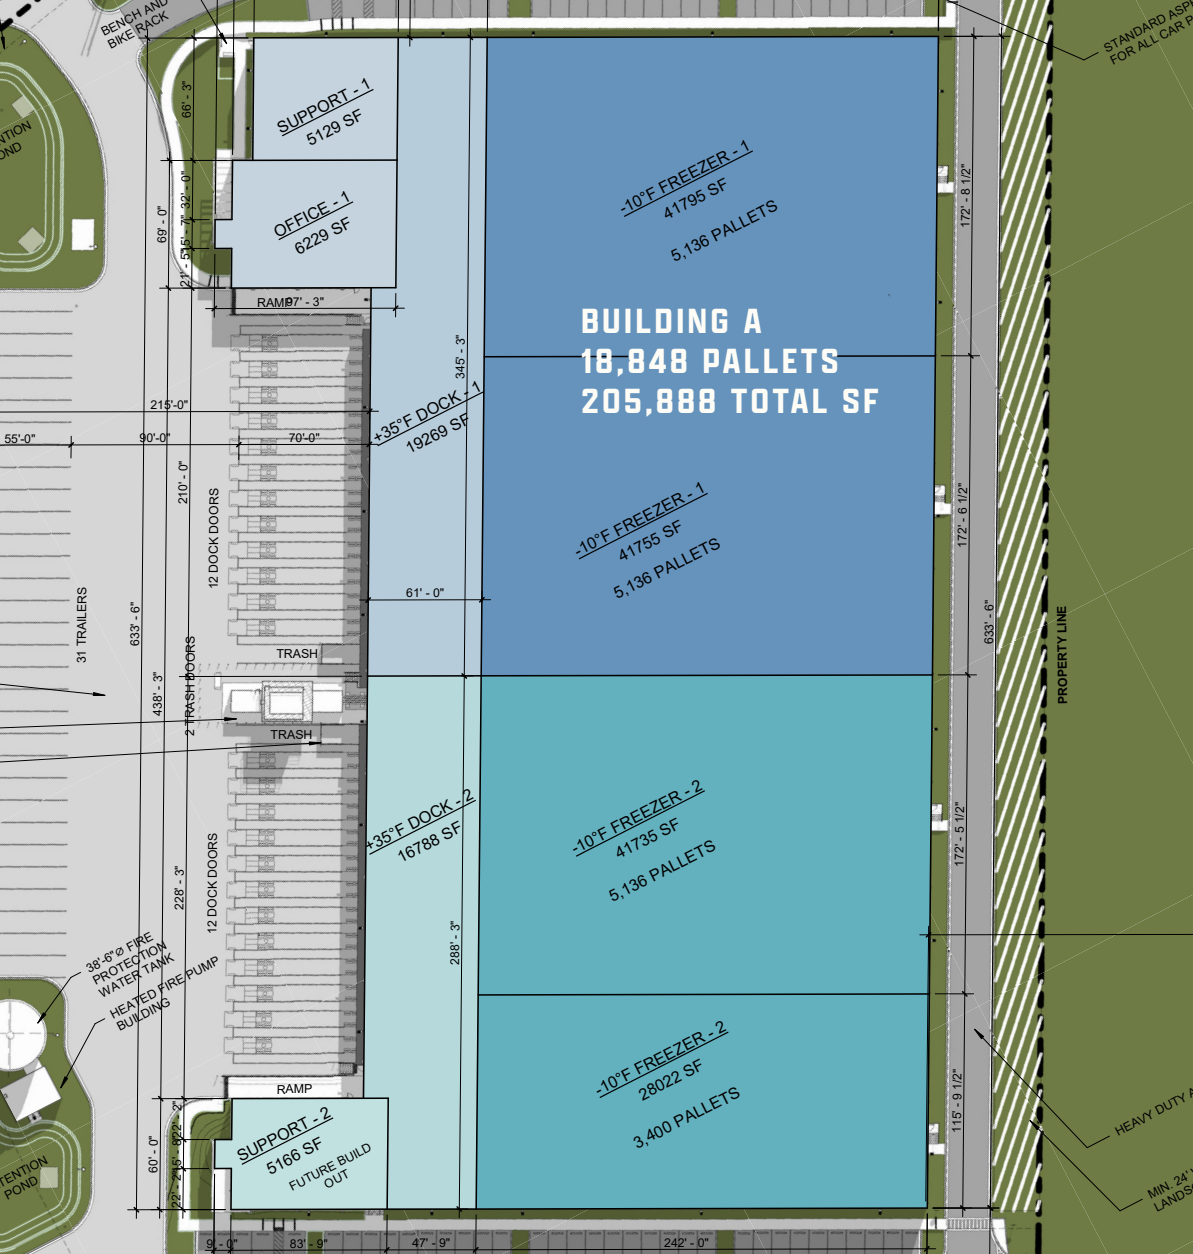 BENCH AND
BIKE RACK
STANDARD ASP
FOR ALL CAR P
NTION
OND
66' - 3"
SUPPORT - 1
5129 SF
OFFICE - 1
6229 SF
69' - 0"
32' - 0"
RAMP
97' - 3"
-10°F FREEZER - 1
41795 SF
5,136 PALLETS
172' - 8 1/2"
BUILDING A
18,848 PALLETS
205,888 TOTAL SF
345' - 3"
+35°F DOCK - 1
19269 SF
215'-0"
55'-0"
90'-0"
70'-0"
210' - 0"
12 DOCK DOORS
-10°F FREEZER - 1
41755 SF
5,136 PALLETS
172' - 6 1/2"
61' - 0"
31 TRAILERS
633' - 6"
438' - 3"
2 TRASH DOORS
TRASH
TRASH
633' - 6"
PROPERTY LINE
+35°F DOCK - 2
16788 SF
-10°F FREEZER - 2
41735 SF
5,136 PALLETS
172' - 5 1/2"
228' - 3"
12 DOCK DOORS
288' - 3"
38'-6"⌀ FIRE
PROTECTION
WATER TANK
HEATED FIRE PUMP
BUILDING
RAMP
-10°F FREEZER - 2
28022 SF
3,400 PALLETS
115' - 9 1/2"
HEAVY DUTY A
SUPPORT - 2
5166 SF
FUTURE BUILD
OUT
60' - 0"
TENTION
POND
MIN. 24'
LANDS
9' - 0"
83' - 9"
47' - 9"
242' - 0"